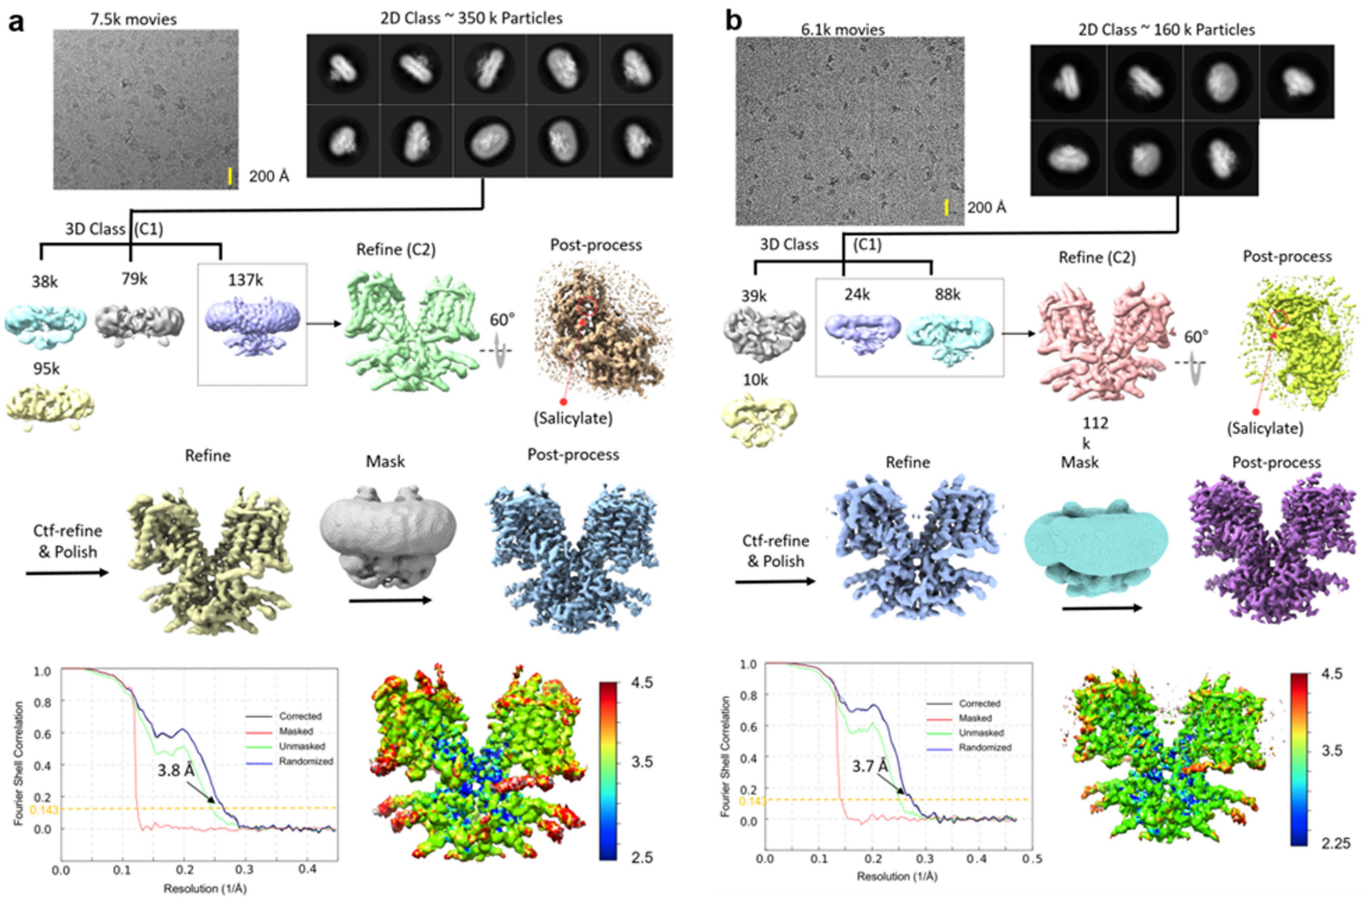 a
7.5k movies
2D Class ~ 350 k Particles
200 Å
3D Class (C1)
38k
79k
137k
95k
Refine (C2)
60°
Post-process
(Salicylate)
Ctf-refine
& Polish
Refine
Mask
Post-process
Fourier Shell Correlation
1.0
0.8
0.6
0.4
0.2
0.143
0.0
3.8 Å
Corrected
Masked
Unmasked
Randomized
0.0
0.1
0.2
0.3
0.4
Resolution (1/Å)
4.5
3.5
2.5
b
6.1k movies
2D Class ~ 160 k Particles
200 Å
3D Class (C1)
39k
24k
88k
10k
Refine (C2)
60°
112
k
Post-process
(Salicylate)
Ctf-refine
& Polish
Refine
Mask
Post-process
Fourier Shell Correlation
1.0
0.8
0.6
0.4
0.2
0.143
0.0
3.7 Å
Corrected
Masked
Unmasked
Randomized
0.0
0.1
0.2
0.3
0.4
0.5
Resolution (1/Å)
4.5
3.5
2.25